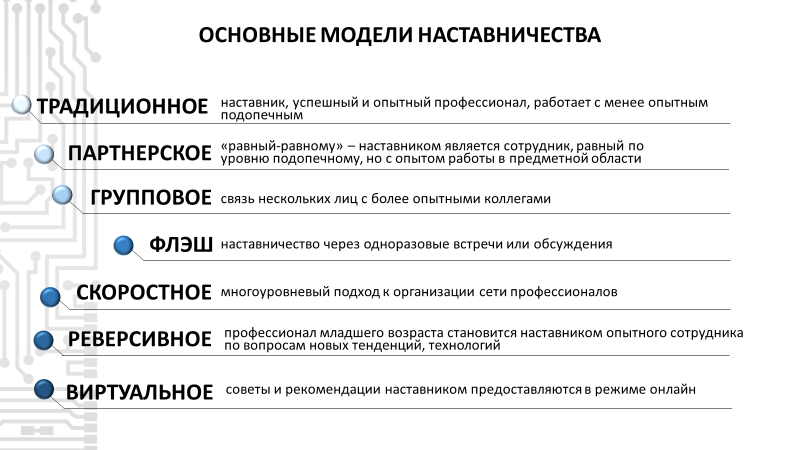 ОСНОВНЫЕ МОДЕЛИ НАСТАВНИЧЕСТВА
ТРАДИЦИОННОЕ наставник, успешный и опытный профессионал, работает с менее опытным
подопечным
ПАРТНЕРСКОЕ «равный-равному» – наставником является сотрудник, равный по
уровню подопечному, но с опытом работы в предметной области
ГРУППОВОЕ связь нескольких лиц с более опытными коллегами
ФЛЭШ наставничество через одноразовые встречи или обсуждения
СКОРОСТНОЕ многоуровневый подход к организации сети профессионалов
РЕВЕРСИВНОЕ профессионал младшего возраста становится наставником опытного сотрудника
по вопросам новых тенденций, технологий
ВИРТУАЛЬНОЕ советы и рекомендации наставником предоставляются в режиме онлайн